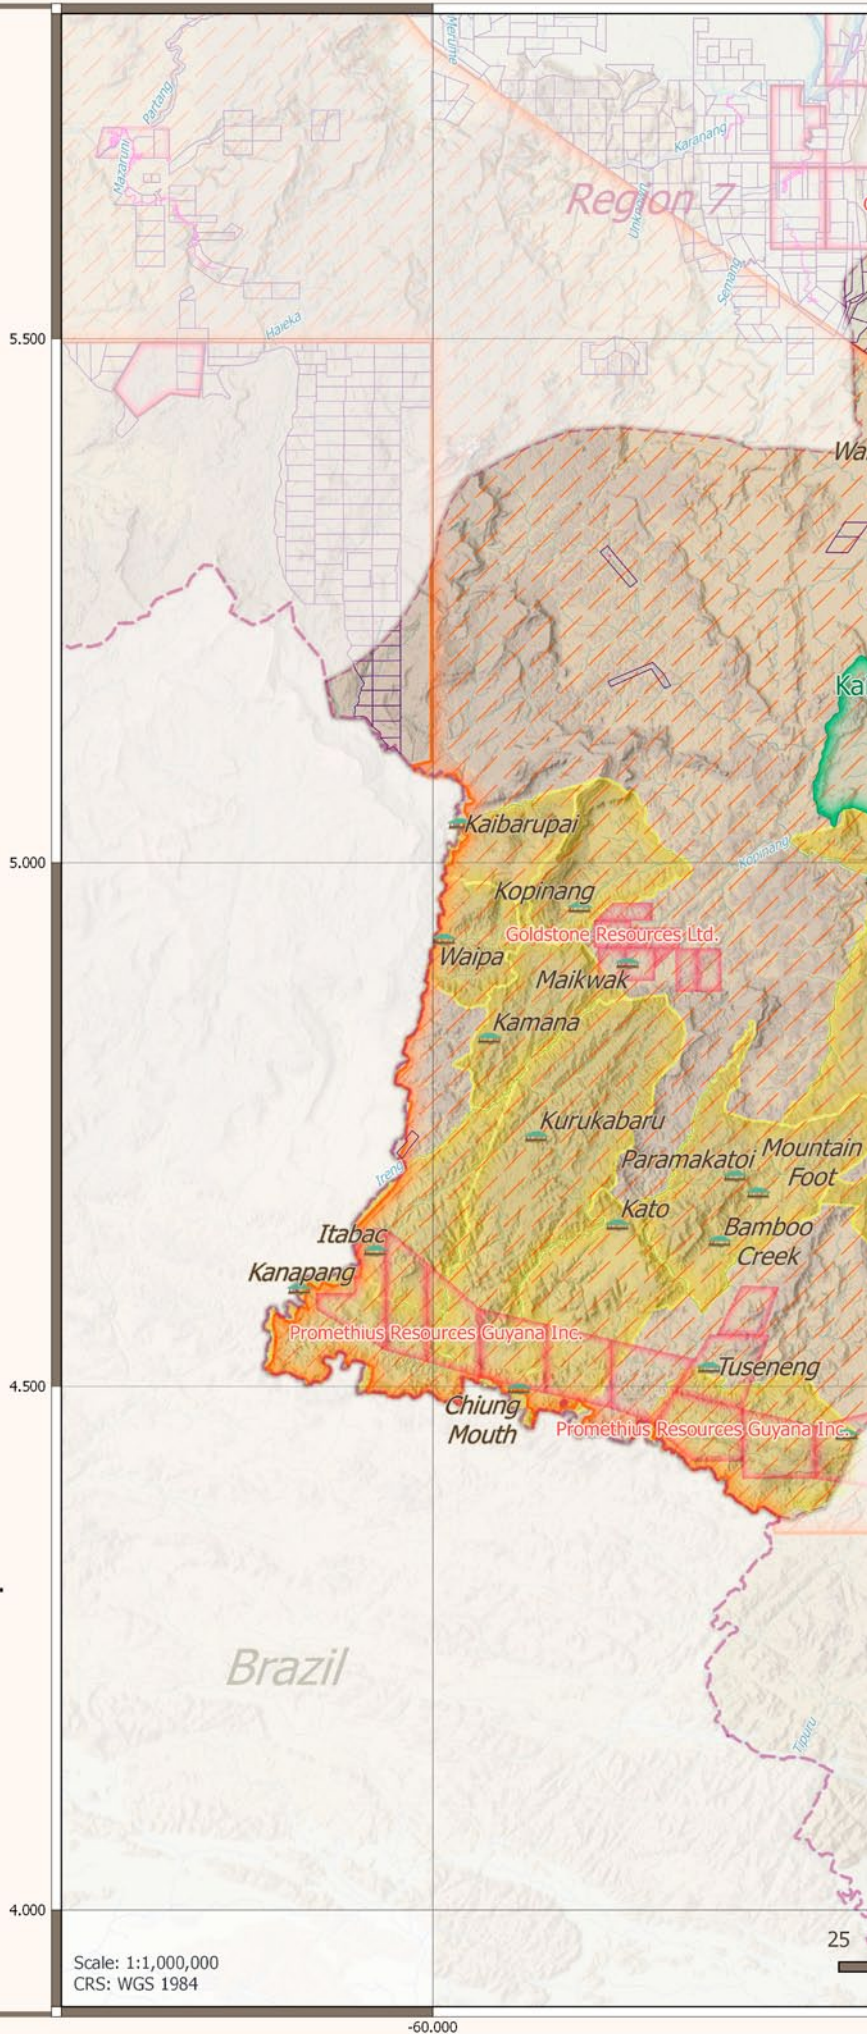 Merume
Partang
Karanang
Mazaruni
Region 7
Unknown
Semang
Haieka
5.500
Wa
Ka
Kaibarupai
Kopinang
5.000
Kopinang
Goldstone Resources Ltd.
Waipa
Maikwak
Kamana
Kurukabaru
Mountain
Foot
Paramakatoi
Ireng
Kato
Itabac
Bamboo
Creek
Kanapang
Promethius Resources Guyana Inc.
Tuseneng
4.500
Chiung
Mouth
Promethius Resources Guyana Inc.
Brazil
Tipuru
4.000
25
Scale: 1:1,000,000
CRS: WGS 1984
-60.000